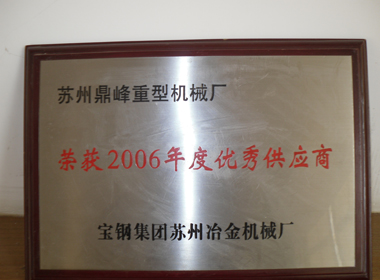 苏州鼎峰重型机械厂
荣获2006年度优秀供应商
宝钢集团苏州冶金机械厂